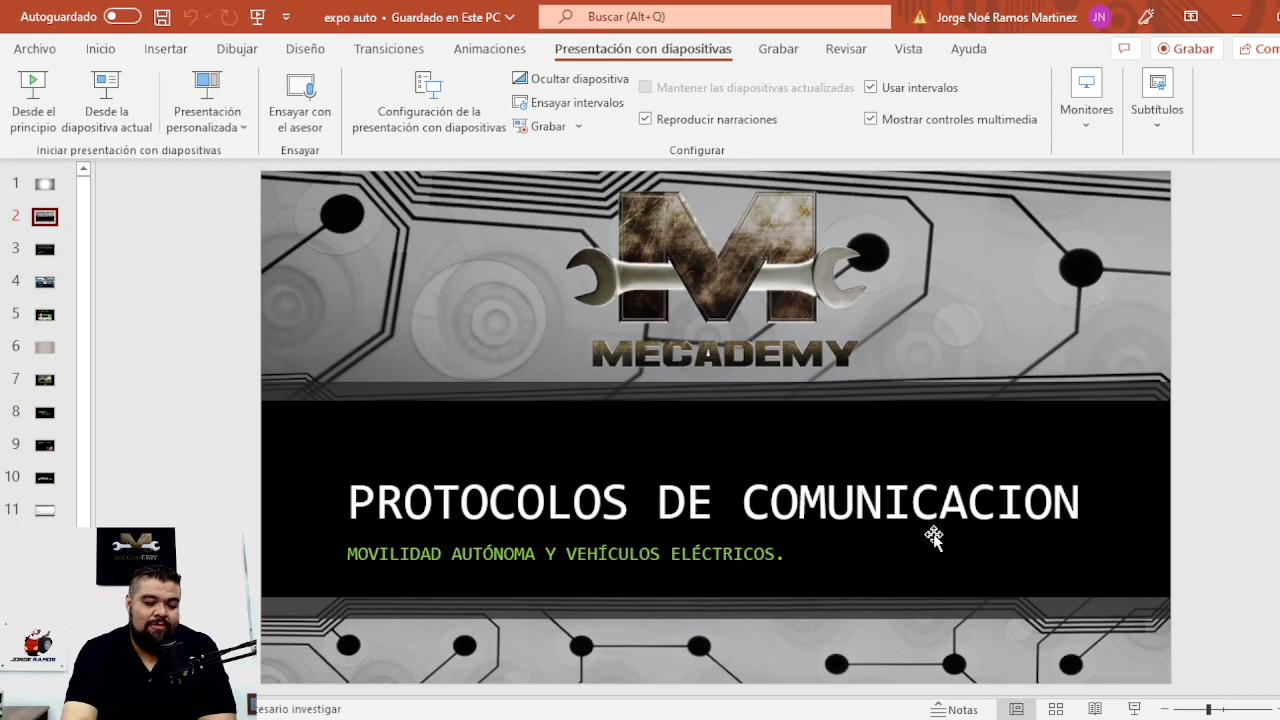 Autoguardado
expo auto • Guardado en Este PC
Buscar (Alt+Q)
Jorge Noé Ramos Martinez
JN
Archivo
Inicio
Insertar
Dibujar
Diseño
Transiciones
Animaciones
Presentación con diapositivas
Grabar
Revisar
Vista
Ayuda
Grabar
Com
Desde el
principio
Desde la
diapositiva actual
Presentación
personalizada
Ensayar con
el asesor
Configuración de la
presentación con diapositivas
Ocultar diapositiva
Ensayar intervalos
Grabar
Mantener las diapositivas actualizadas
Reproducir narraciones
Usar intervalos
Mostrar controles multimedia
Monitores
Subtítulos
Iniciar presentación con diapositivas
Ensayar
Configurar
1
2
3
4
5
6
7
8
9
10
11
M
MECADEMY
PROTOCOLOS DE COMUNICACION
MOVILIDAD AUTÓNOMA Y VEHÍCULOS ELÉCTRICOS.
MECADEMY
JORGE RAMOS
cesario investigar
Notas